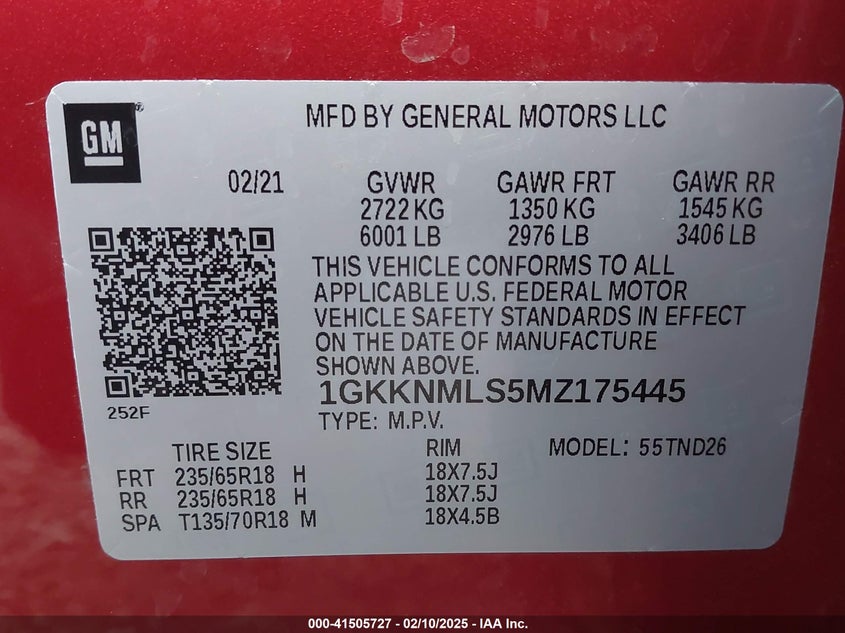 GM ®
MFD BY GENERAL MOTORS LLC
02/21 GVWR GAWR FRT GAWR RR
2722 KG 1350 KG 1545 KG
6001 LB 2976 LB 3406 LB
THIS VEHICLE CONFORMS TO ALL
APPLICABLE U.S. FEDERAL MOTOR
VEHICLE SAFETY STANDARDS IN EFFECT
ON THE DATE OF MANUFACTURE
SHOWN ABOVE.
1GKKNMLS5MZ175445
252F
TYPE: M.P.V.
TIRE SIZE RIM MODEL: 55TND26
FRT 235/65R18 H 18X7.5J
RR 235/65R18 H 18X7.5J
SPA T135/70R18 M 18X4.5B
000-41505727 - 02/10/2025 - IAA Inc.